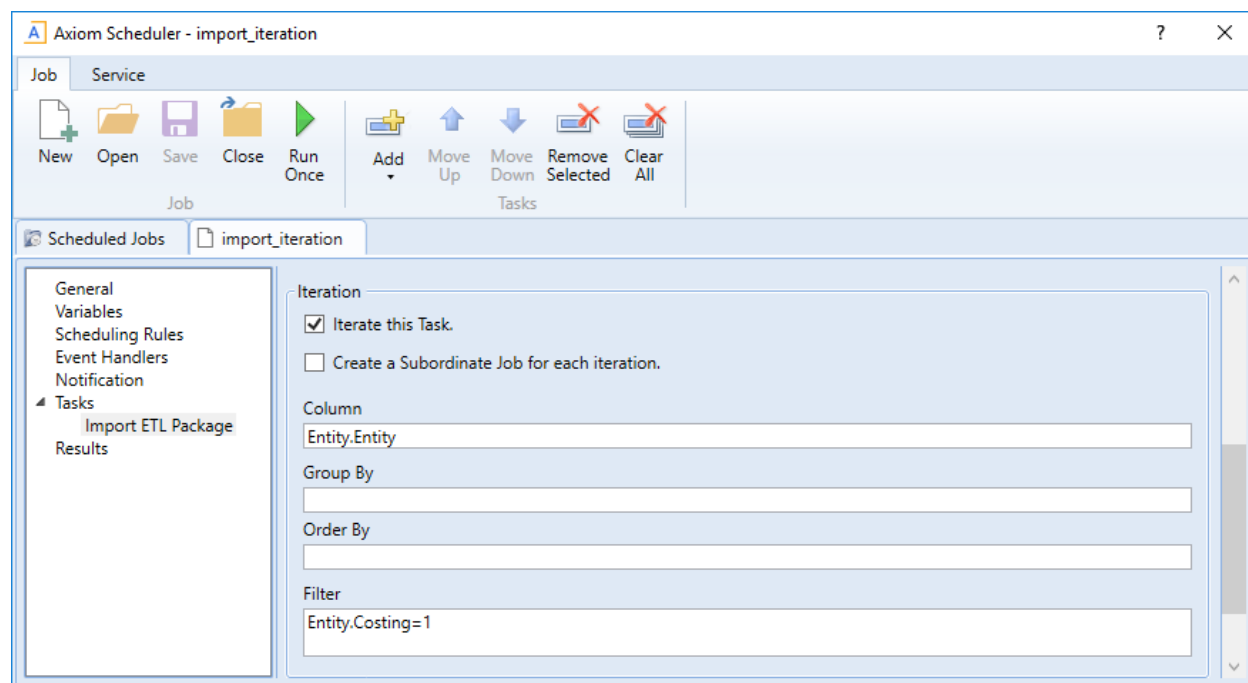 A Axiom Scheduler - import_iteration ?
Job Service
New Open Save Close Run Once Add Move Up Move Down Remove Selected Clear All
Job Tasks
Scheduled Jobs import_iteration
General
Variables
Scheduling Rules
Event Handlers
Notification
Tasks
Import ETL Package
Results
Iteration
Iterate this Task.
Create a Subordinate Job for each iteration.
Column
Entity.Entity
Group By
Order By
Filter
Entity.Costing=1